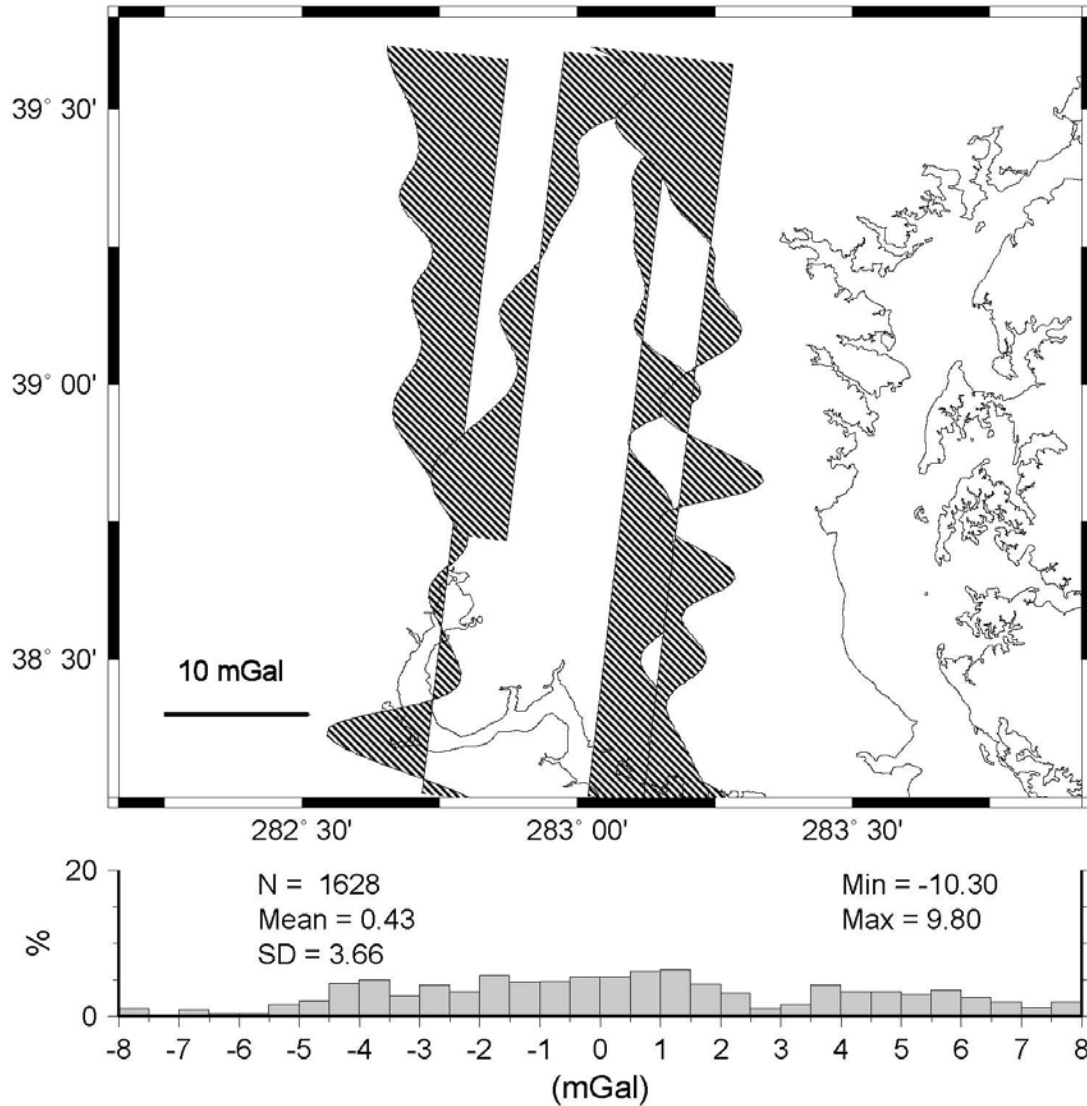 39° 30'
39° 00'
38° 30'
10 mGal
282° 30' 283° 00' 283° 30'
20
0
%
N = 1628
Mean = 0.43
SD = 3.66
Min = -10.30
Max = 9.80
-8 -7 -6 -5 -4 -3 -2 -1 0 1 2 3 4 5 6 7 8
(mGal)